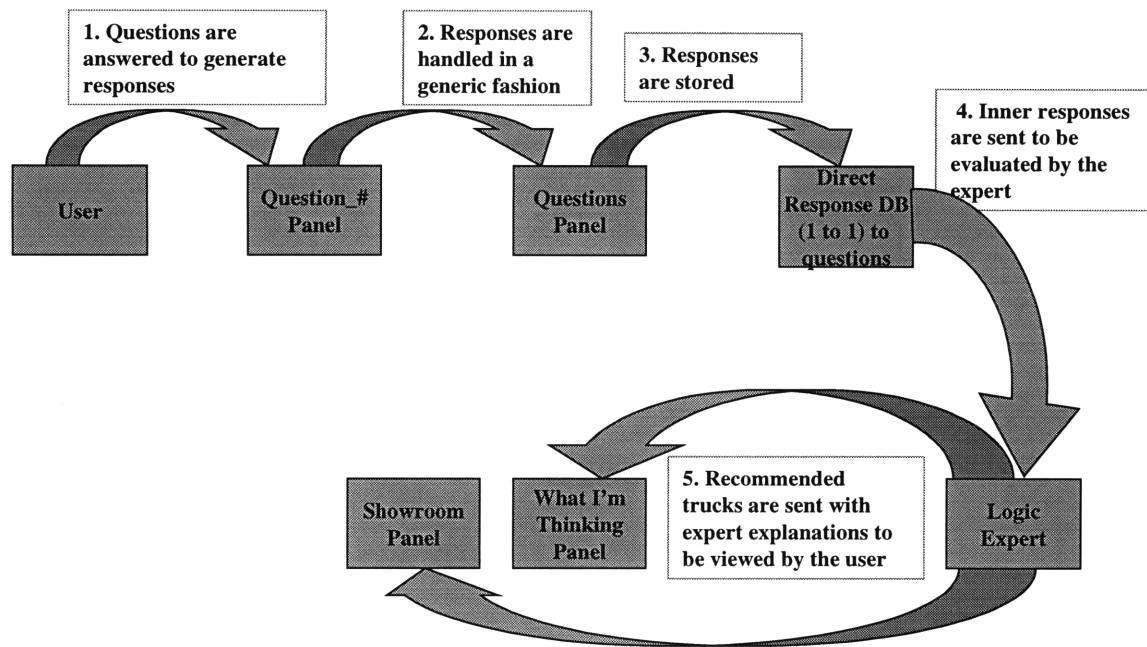 1. Questions are
answered to generate
responses
2. Responses are
handled in a
generic fashion
3. Responses
are stored
4. Inner responses
are sent to be
evaluated by the
expert
User
Question_#
Panel
Questions
Panel
Direct
Response DB
(1 to 1) to
questions
Showroom
Panel
What I'm
Thinking
Panel
5. Recommended
trucks are sent with
expert explanations to
be viewed by the user
Logic
Expert